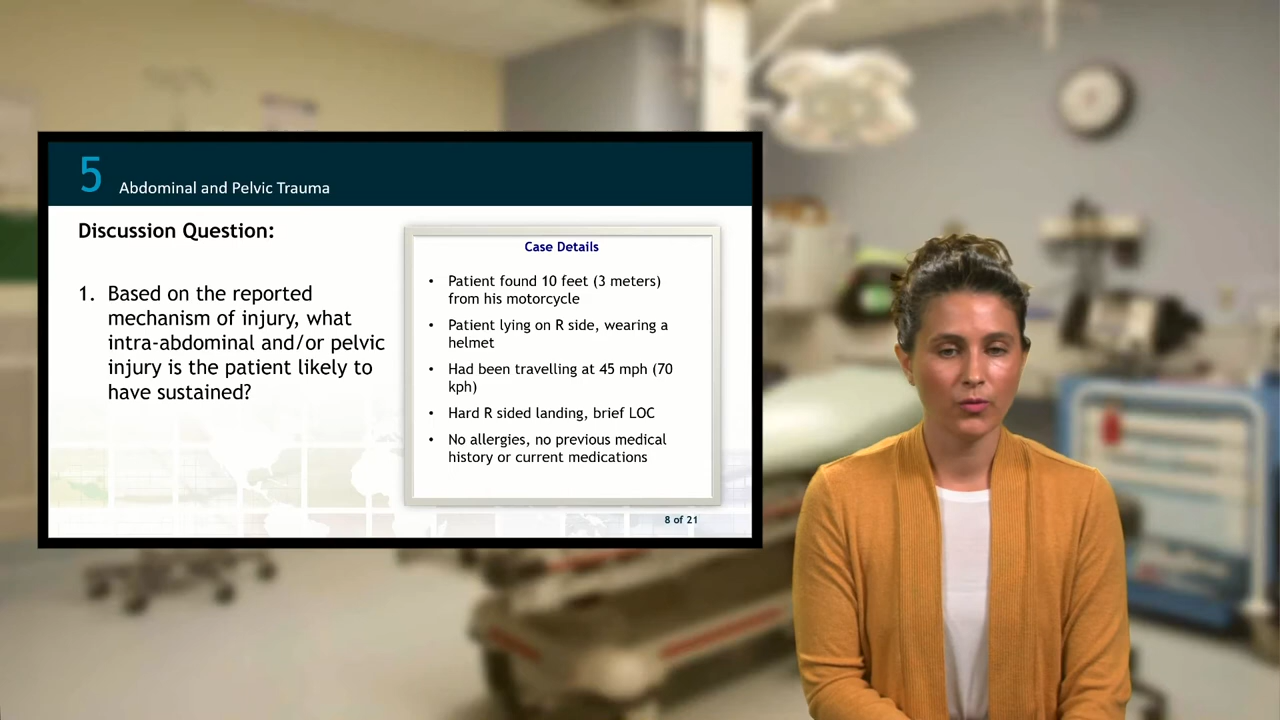 5 Abdominal and Pelvic Trauma
Discussion Question:
1. Based on the reported
mechanism of injury, what
intra-abdominal and/or pelvic
injury is the patient likely to
have sustained?
Case Details
• Patient found 10 feet (3 meters)
from his motorcycle
• Patient lying on R side, wearing a
helmet
• Had been travelling at 45 mph (70
kph)
• Hard R sided landing, brief LOC
• No allergies, no previous medical
history or current medications
8 of 21